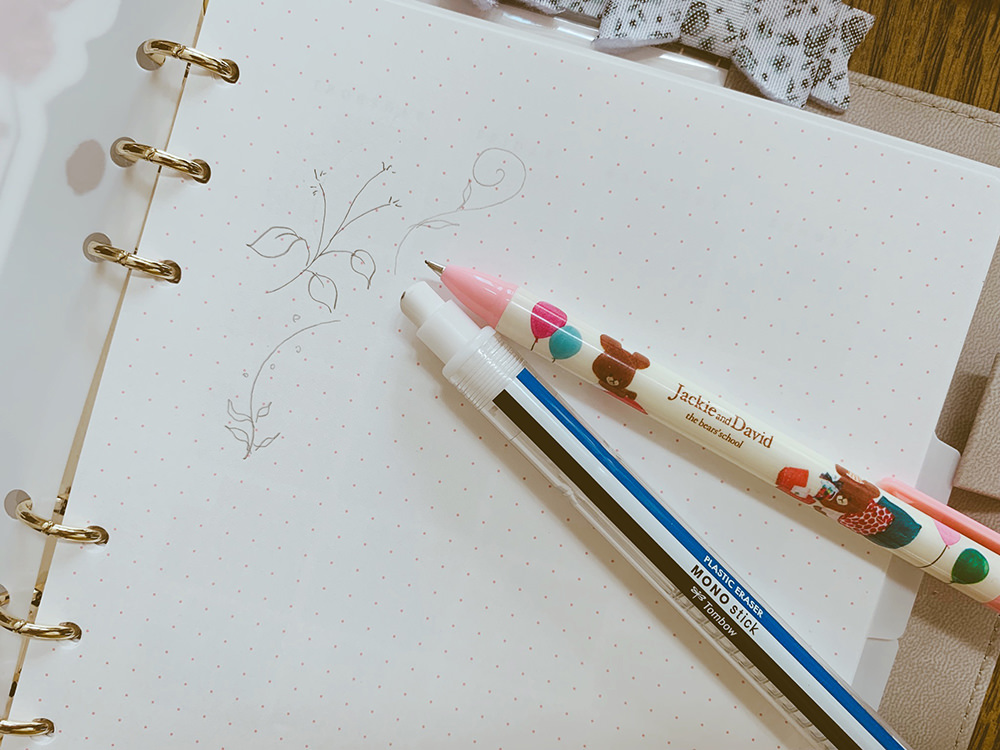 Jackie and David
the bears' school
PLASTIC ERASER
MONO stick
Tombow